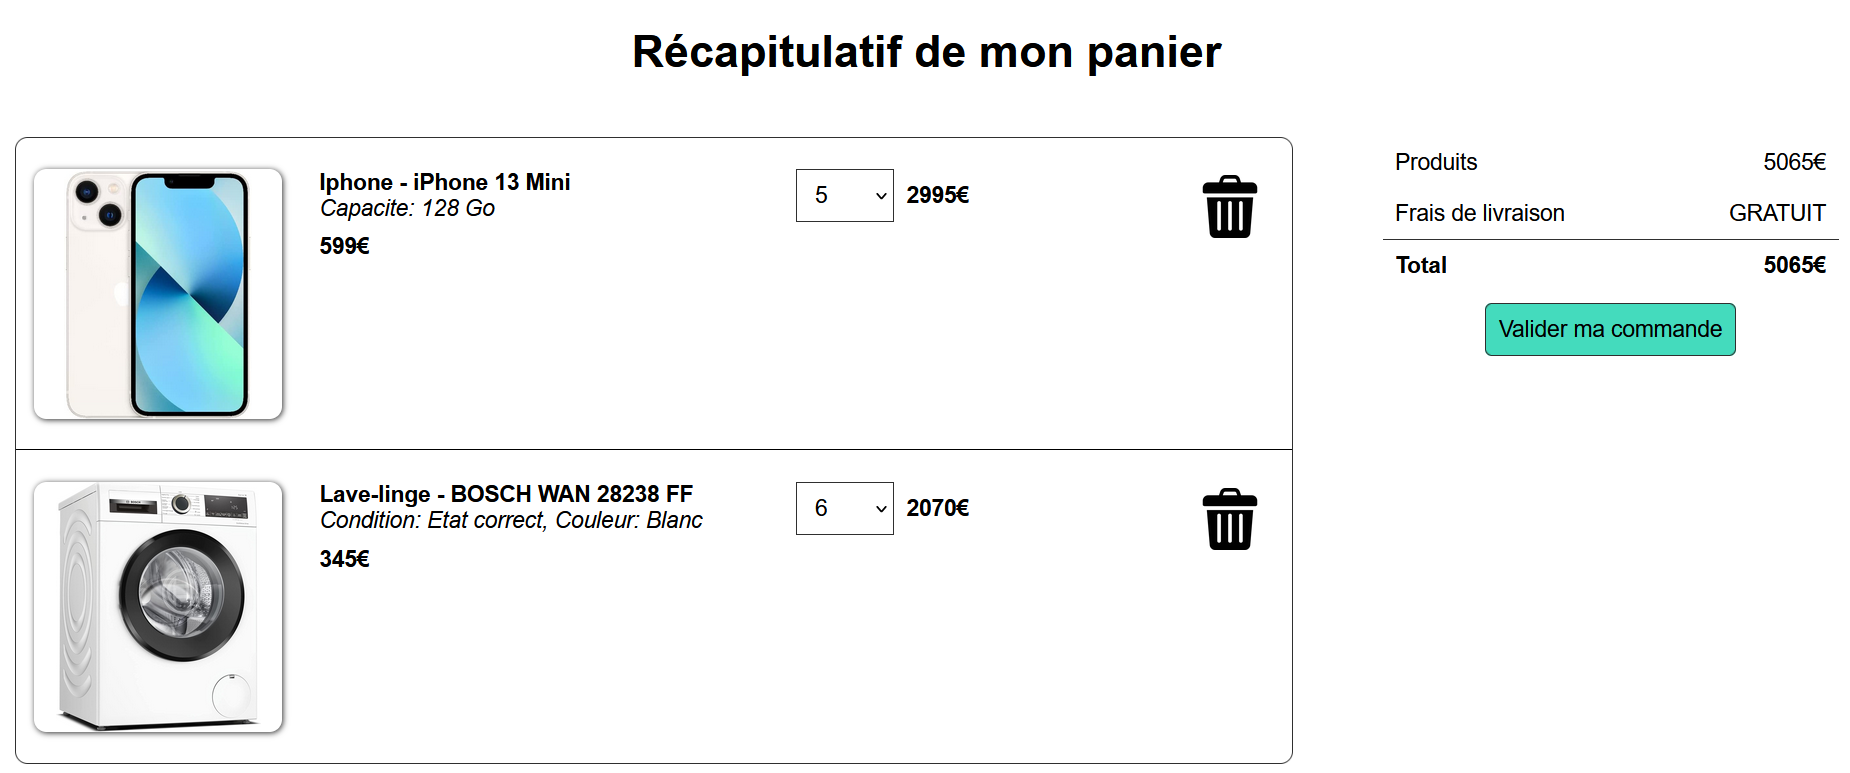 Récapitulatif de mon panier
Iphone - iPhone 13 Mini
Capacite: 128 Go
599€
5
2995€
Lave-linge - BOSCH WAN 28238 FF
Condition: Etat correct, Couleur: Blanc
345€
6
2070€
Produits 5065€
Frais de livraison GRATUIT
Total 5065€
Valider ma commande